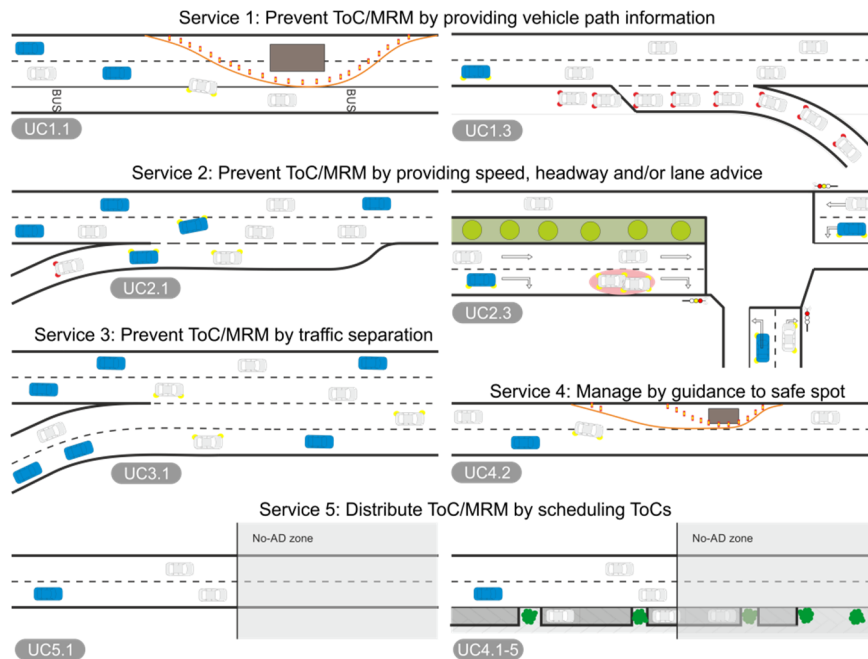 Service 1: Prevent ToC/MRM by providing vehicle path information
BUS
BUS
UC1.1
UC1.3
Service 2: Prevent ToC/MRM by providing speed, headway and/or lane advice
UC2.1
UC2.3
Service 3: Prevent ToC/MRM by traffic separation
Service 4: Manage by guidance to safe spot
UC3.1
UC4.2
Service 5: Distribute ToC/MRM by scheduling ToCs
No-AD zone
No-AD zone
UC5.1
UC4.1-5